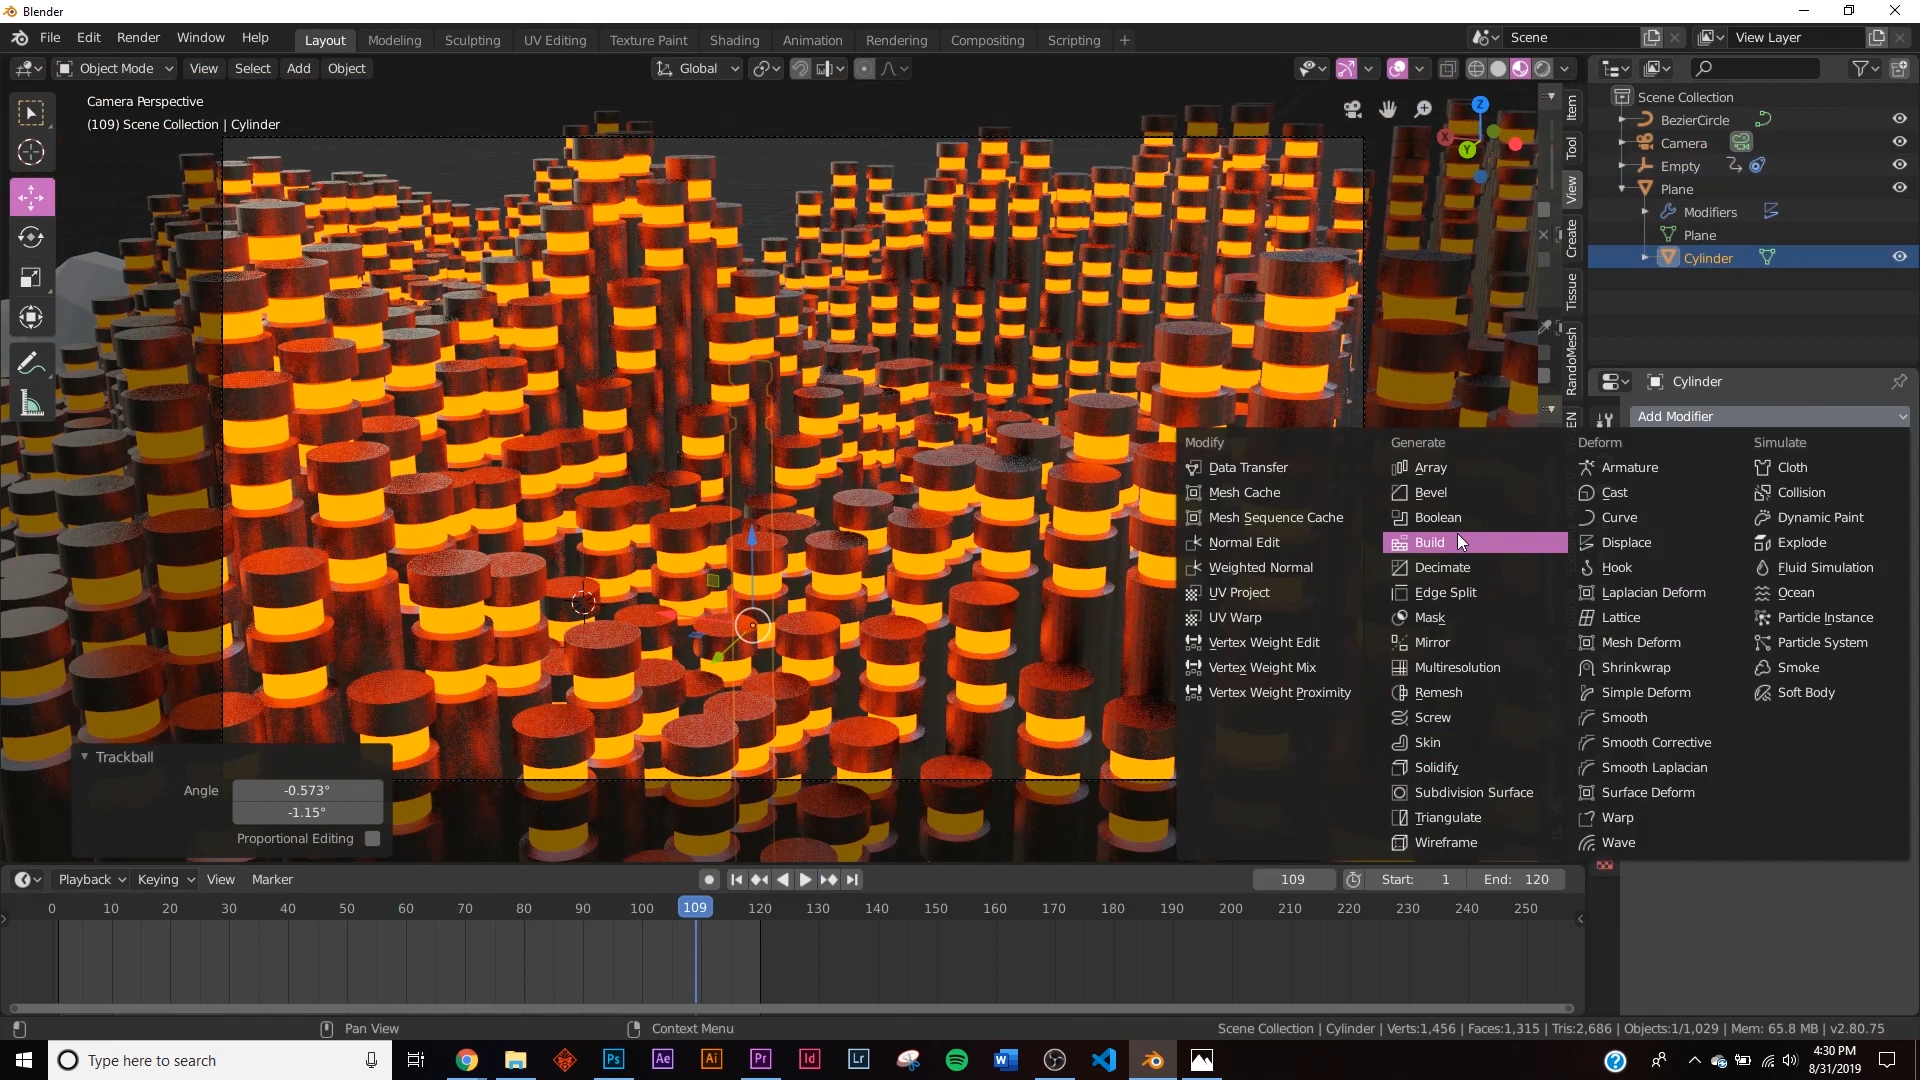 Blender
File Edit Render Window Help Layout Modeling Sculpting UV Editing Texture Paint Shading Animation Rendering Compositing Scripting + Scene View Layer
Object Mode View Select Add Object Global
Camera Perspective
(109) Scene Collection | Cylinder
Z
X
Y
Item
Tool
View
Create
Tissue
RandoMesh
EN
Scene Collection
BezierCircle
Camera
Empty
Plane
Modifiers
Plane
Cylinder
Cylinder
Add Modifier
Modify
Data Transfer
Mesh Cache
Mesh Sequence Cache
Normal Edit
Weighted Normal
UV Project
UV Warp
Vertex Weight Edit
Vertex Weight Mix
Vertex Weight Proximity
Generate
Array
Bevel
Boolean
Build
Decimate
Edge Split
Mask
Mirror
Multiresolution
Remesh
Screw
Skin
Solidify
Subdivision Surface
Triangulate
Wireframe
Deform
Armature
Cast
Curve
Displace
Hook
Laplacian Deform
Lattice
Mesh Deform
Shrinkwrap
Simple Deform
Smooth
Smooth Corrective
Smooth Laplacian
Surface Deform
Warp
Wave
Simulate
Cloth
Collision
Dynamic Paint
Explode
Fluid Simulation
Ocean
Particle Instance
Particle System
Smoke
Soft Body
Trackball
Angle -0.573°
-1.15°
Proportional Editing
Playback Keying View Marker 109 Start: 1 End: 120
0 10 20 30 40 50 60 70 80 90 100 109 120 130 140 150 160 170 180 190 200 210 220 230 240 250
Pan View Context Menu Scene Collection | Cylinder | Verts:1,456 | Faces:1,315 | Tris:2,686 | Objects:1/1,029 | Mem: 65.8 MB | v2.80.75
Type here to search Ps Ae Ai Pr Id Lr W ? 4:30 PM
8/31/2019